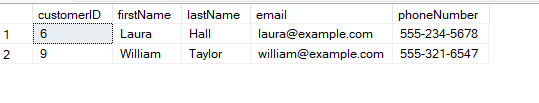 customerID firstName lastName email phoneNumber
1 6 Laura Hall laura@example.com 555-234-5678
2 9 William Taylor william@example.com 555-321-6547